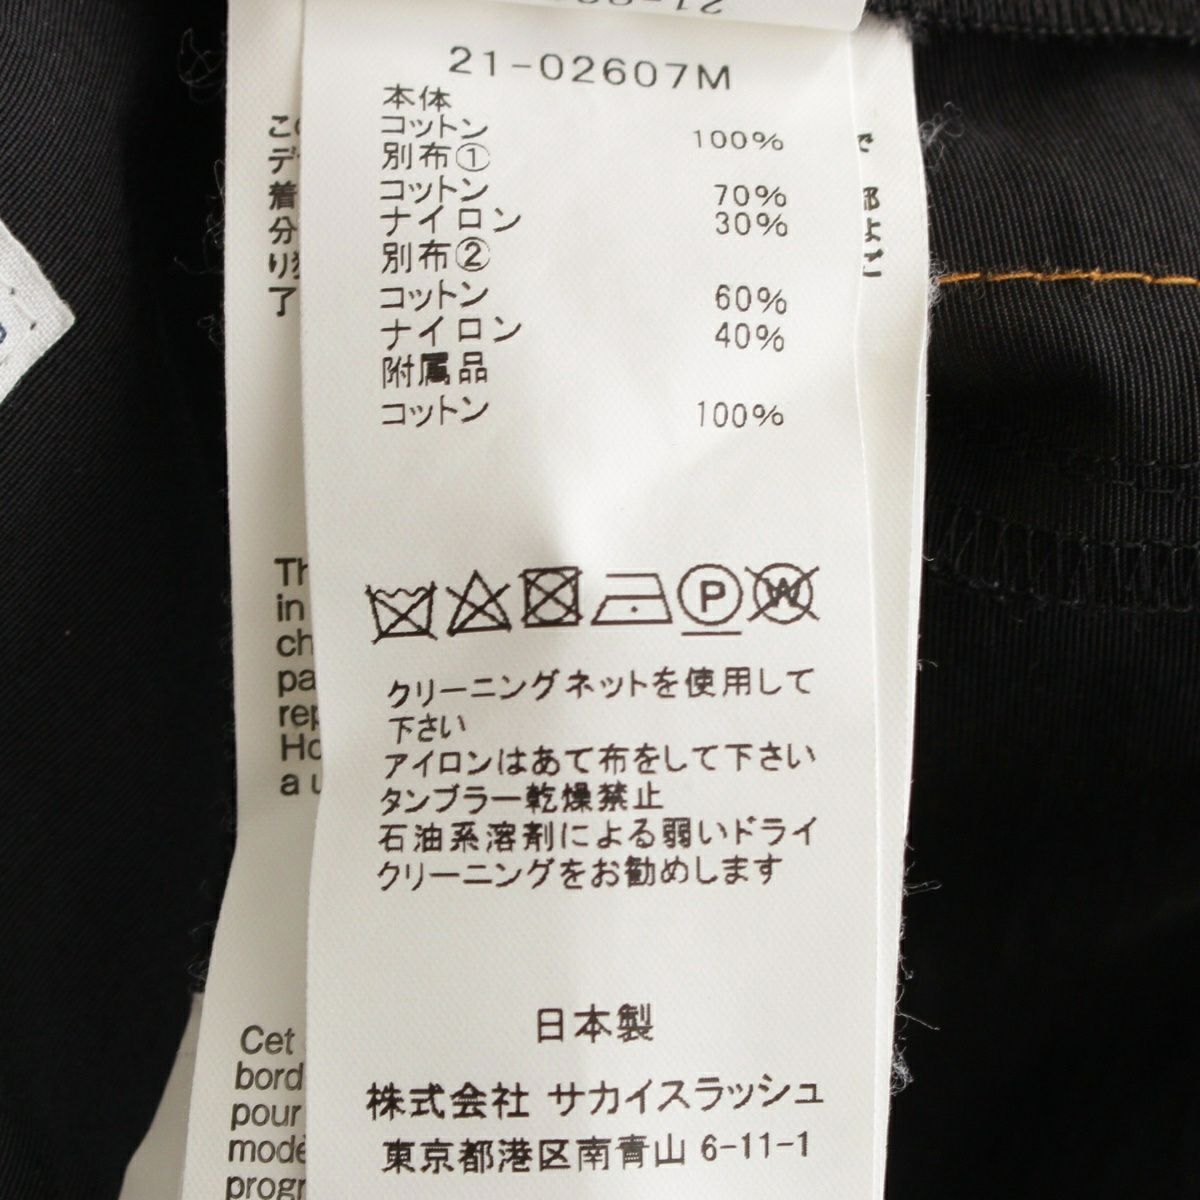 21-02607M
本体
コットン 100%
別布①
コットン 70%
ナイロン 30%
別布②
コットン 60%
ナイロン 40%
附属品
コットン 100%
P W
クリーニングネットを使用して
下さい
アイロンはあて布をして下さい
タンブラー乾燥禁止
石油系溶剤による弱いドライ
クリーニングをお勧めします
日本製
株式会社 サカイスラッシュ
東京都港区南青山 6-11-1
着
分
り
了
in
a
Cet
pour